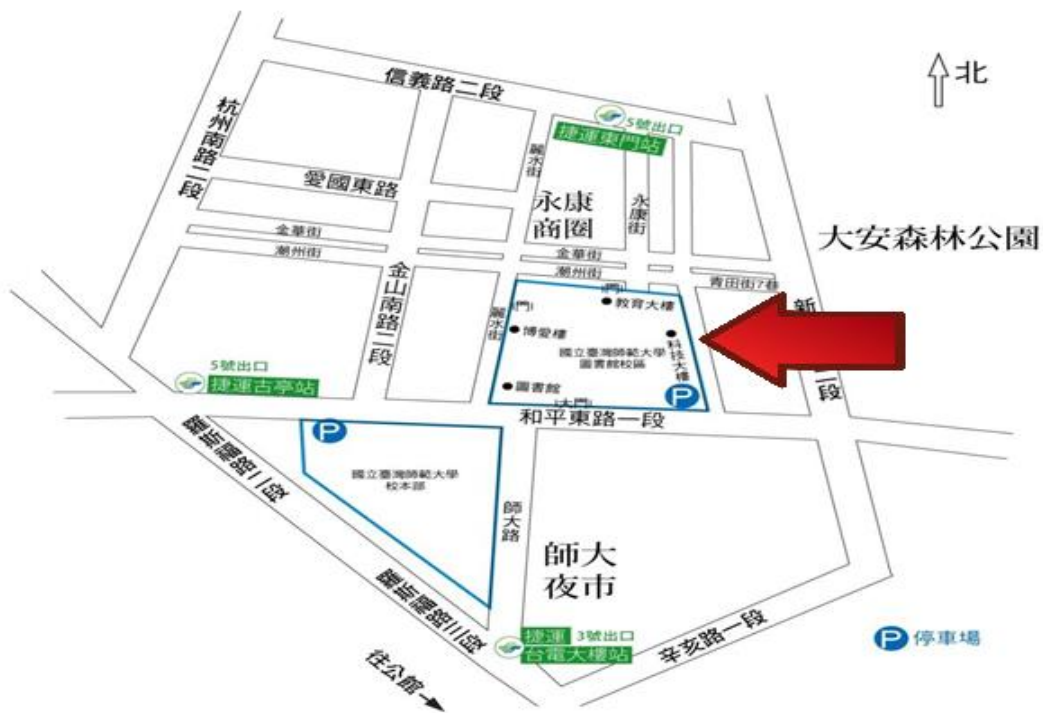 信義路二段
北
杭州南路二段
5號出口
捷運東門站
麗水街
愛國東路
永康
商圈
永康街
大安森林公園
金華街
潮州街
金華街
潮州街
青田街7巷
金山南路二段
麗水街
(門)
(門)
教育大樓
博愛樓
科技大樓
國立臺灣師範大學
圖書館校區
新
段
5號出口
捷運古亭站
圖書館
P
(大門)
和平東路一段
P
羅斯福路二段
國立臺灣師範大學
校本部
師大路
師大
夜市
羅斯福路三段
捷運 3號出口
台電大樓站
辛亥路一段
P 停車場
往公館